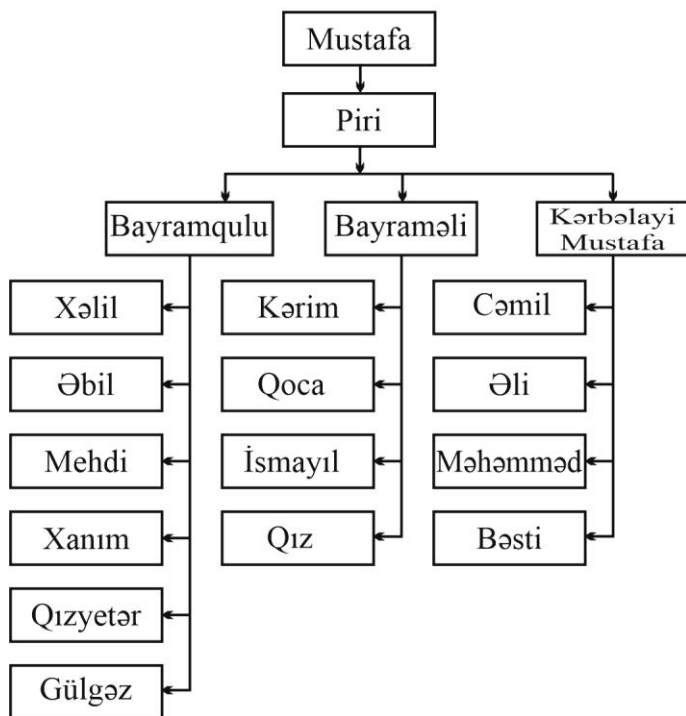 Mustafa
Piri
Bayramqulu
Bayraməli
Kərbəlayi
Mustafa
Xəlil
Kərim
Cəmil
Əbil
Qoca
Əli
Mehdi
İsmayıl
Məhəmməd
Xanım
Qız
Bəsti
Qızyetər
Gülgəz